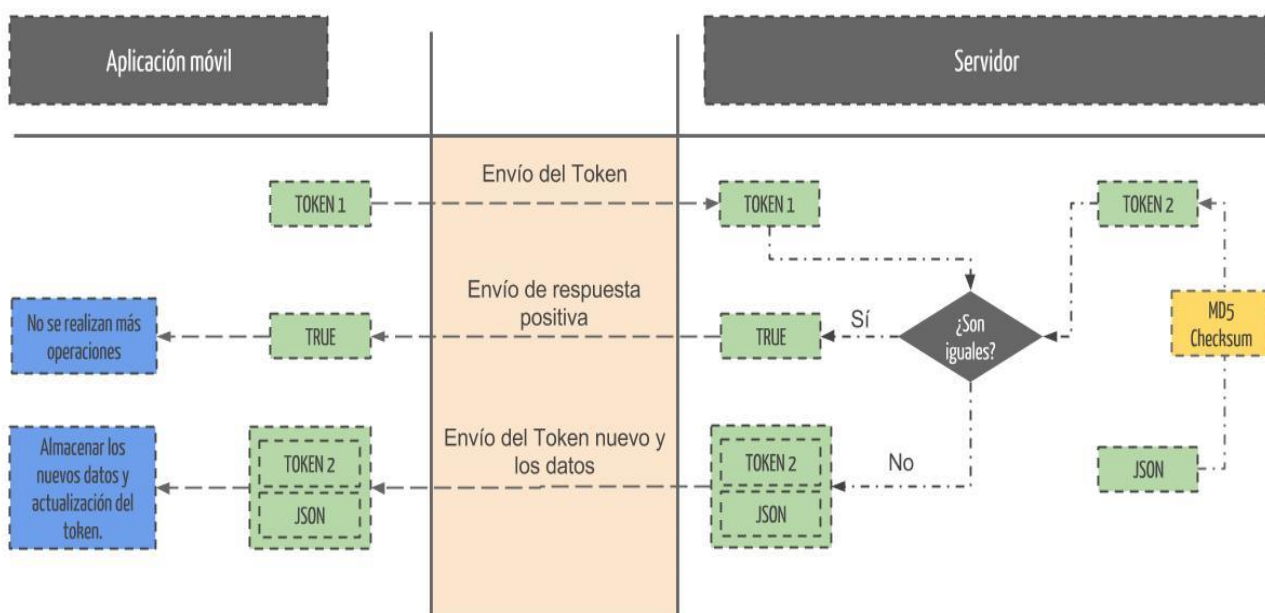 Aplicación móvil
Servidor
Envío del Token
TOKEN 1
TOKEN 1
TOKEN 2
Envío de respuesta
positiva
No se realizan más
operaciones
TRUE
TRUE
Sí
¿Son
iguales?
MD5
Checksum
Envío del Token nuevo y
los datos
Almacenar los
nuevos datos y
actualización del
token.
TOKEN 2
JSON
TOKEN 2
JSON
No
JSON